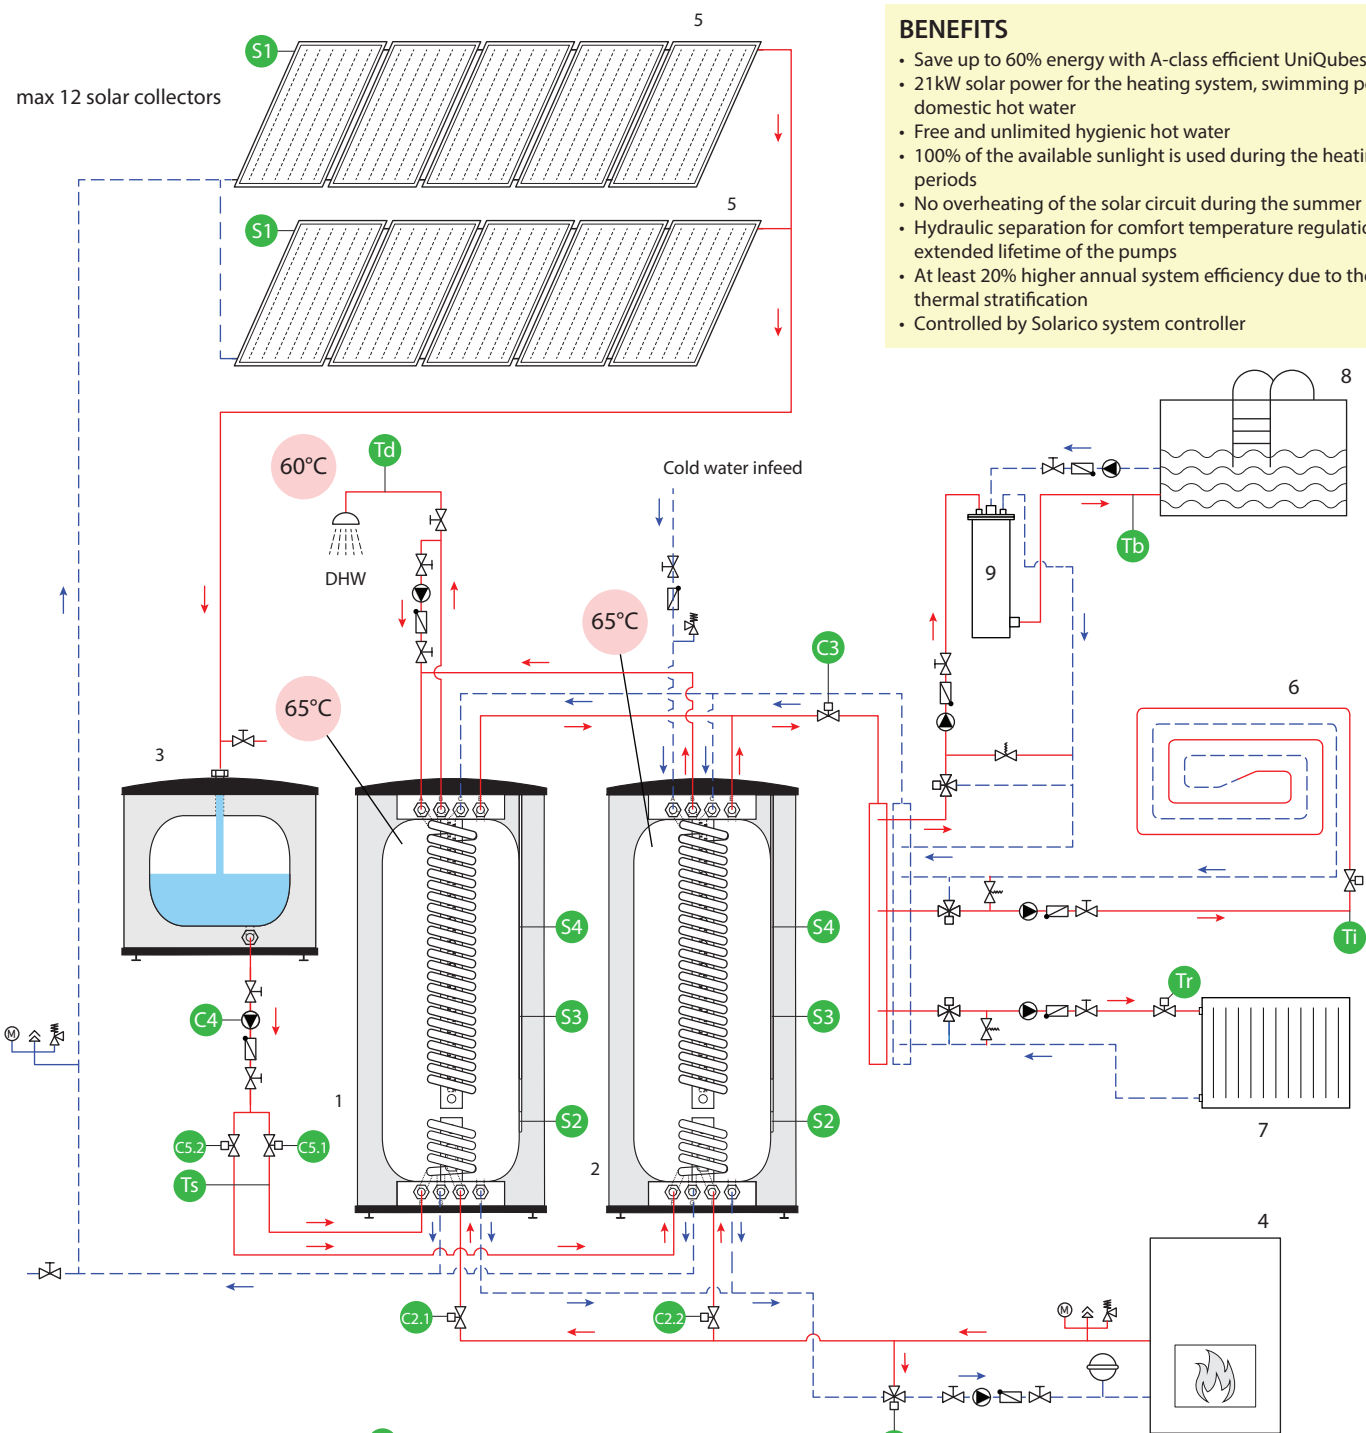 5
S1
max 12 solar collectors
5
S1
BENEFITS
• Save up to 60% energy with A-class efficient UniQubes
• 21kW solar power for the heating system, swimming
domestic hot water
• Free and unlimited hygienic hot water
• 100% of the available sunlight is used during the
periods
• No overheating of the solar circuit during the summer
• Hydraulic separation for comfort temperature
extended lifetime of the pumps
• At least 20% higher annual system efficiency due to
thermal stratification
• Controlled by Solarico system controller
8
60°C
Td
Cold water infeed
Tb
9
DHW
65°C
C3
6
65°C
3
S4
S4
Ti
Tr
C4
S3
S3
M
1
S2
S2
7
C5.2
C5.1
2
Ts
4
C2.1
C2.2
M